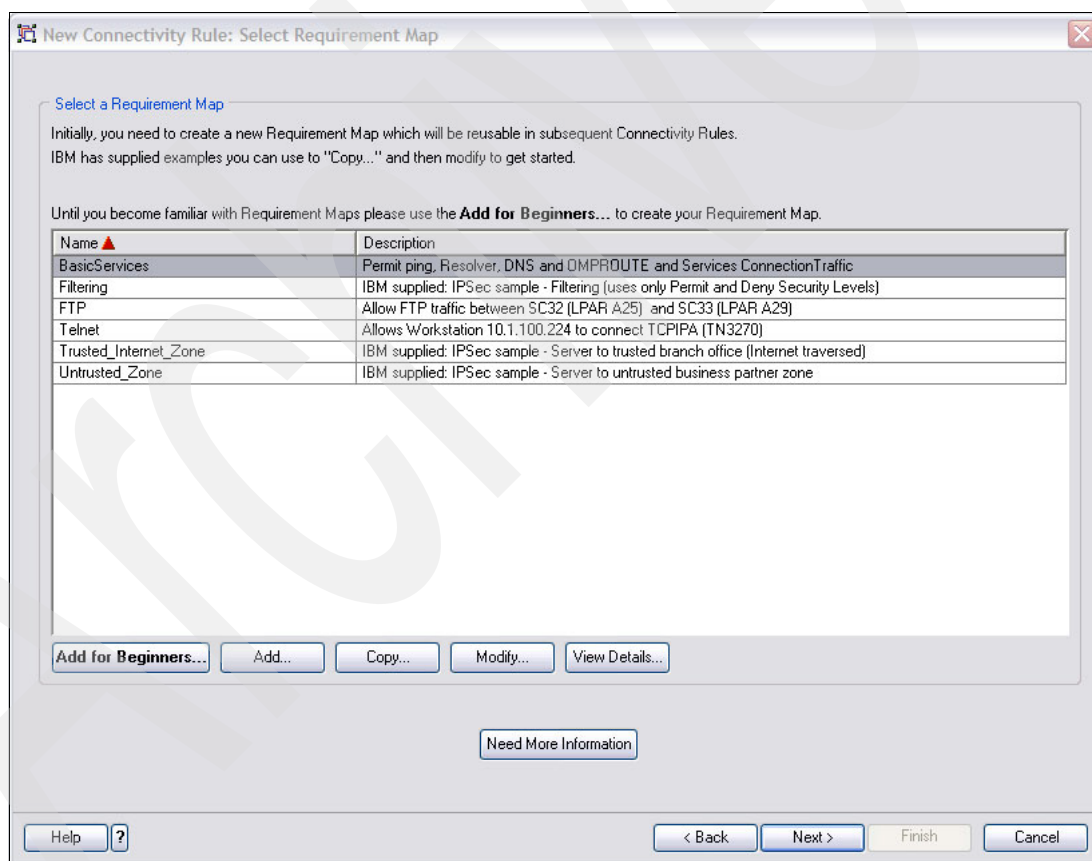 New Connectivity Rule: Select Requirement Map
Select a Requirement Map
Initially, you need to create a new Requirement Map which will be reusable in subsequent Connectivity Rules.
IBM has supplied examples you can use to "Copy..." and then modify to get started.
Until you become familiar with Requirement Maps please use the Add for Beginners... to create your Requirement Map.
Name Description
BasicServices Permit ping, Resolver, DNS and OMPROUTE and Services ConnectionTraffic
Filtering IBM supplied: IPSec sample - Filtering (uses only Permit and Deny Security Levels)
FTP Allow FTP traffic between SC32 (LPAR A25) and SC33 (LPAR A29)
Telnet Allows Workstation 10.1.100.224 to connect TCPIPA (TN3270)
Trusted_Internet_Zone IBM supplied: IPSec sample - Server to trusted branch office (Internet traversed)
Untrusted_Zone IBM supplied: IPSec sample - Server to untrusted business partner zone
Add for Beginners... Add... Copy... Modify... View Details...
Need More Information
Help ? < Back Next > Finish Cancel